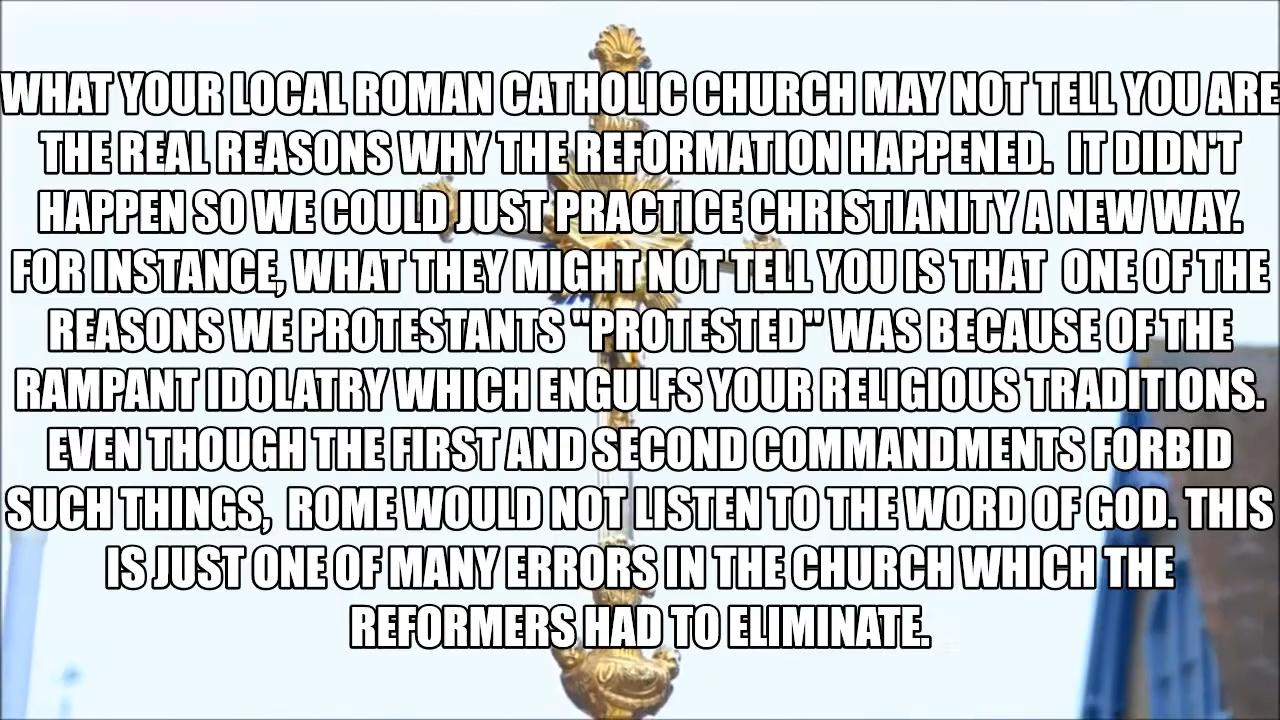 WHAT YOUR LOCAL ROMAN CATHOLIC CHURCH MAY NOT TELL YOU ARE
THE REAL REASONS WHY THE REFORMATION HAPPENED. IT DIDN'T
HAPPEN SO WE COULD JUST PRACTICE CHRISTIANITY A NEW WAY.
FOR INSTANCE, WHAT THEY MIGHT NOT TELL YOU IS THAT ONE OF THE
REASONS WE PROTESTANTS "PROTESTED" WAS BECAUSE OF THE
RAMPANT IDOLATRY WHICH ENGULFS YOUR RELIGIOUS TRADITIONS.
EVEN THOUGH THE FIRST AND SECOND COMMANDMENTS FORBID
SUCH THINGS, ROME WOULD NOT LISTEN TO THE WORD OF GOD. THIS
IS JUST ONE OF MANY ERRORS IN THE CHURCH WHICH THE
REFORMERS HAD TO ELIMINATE.